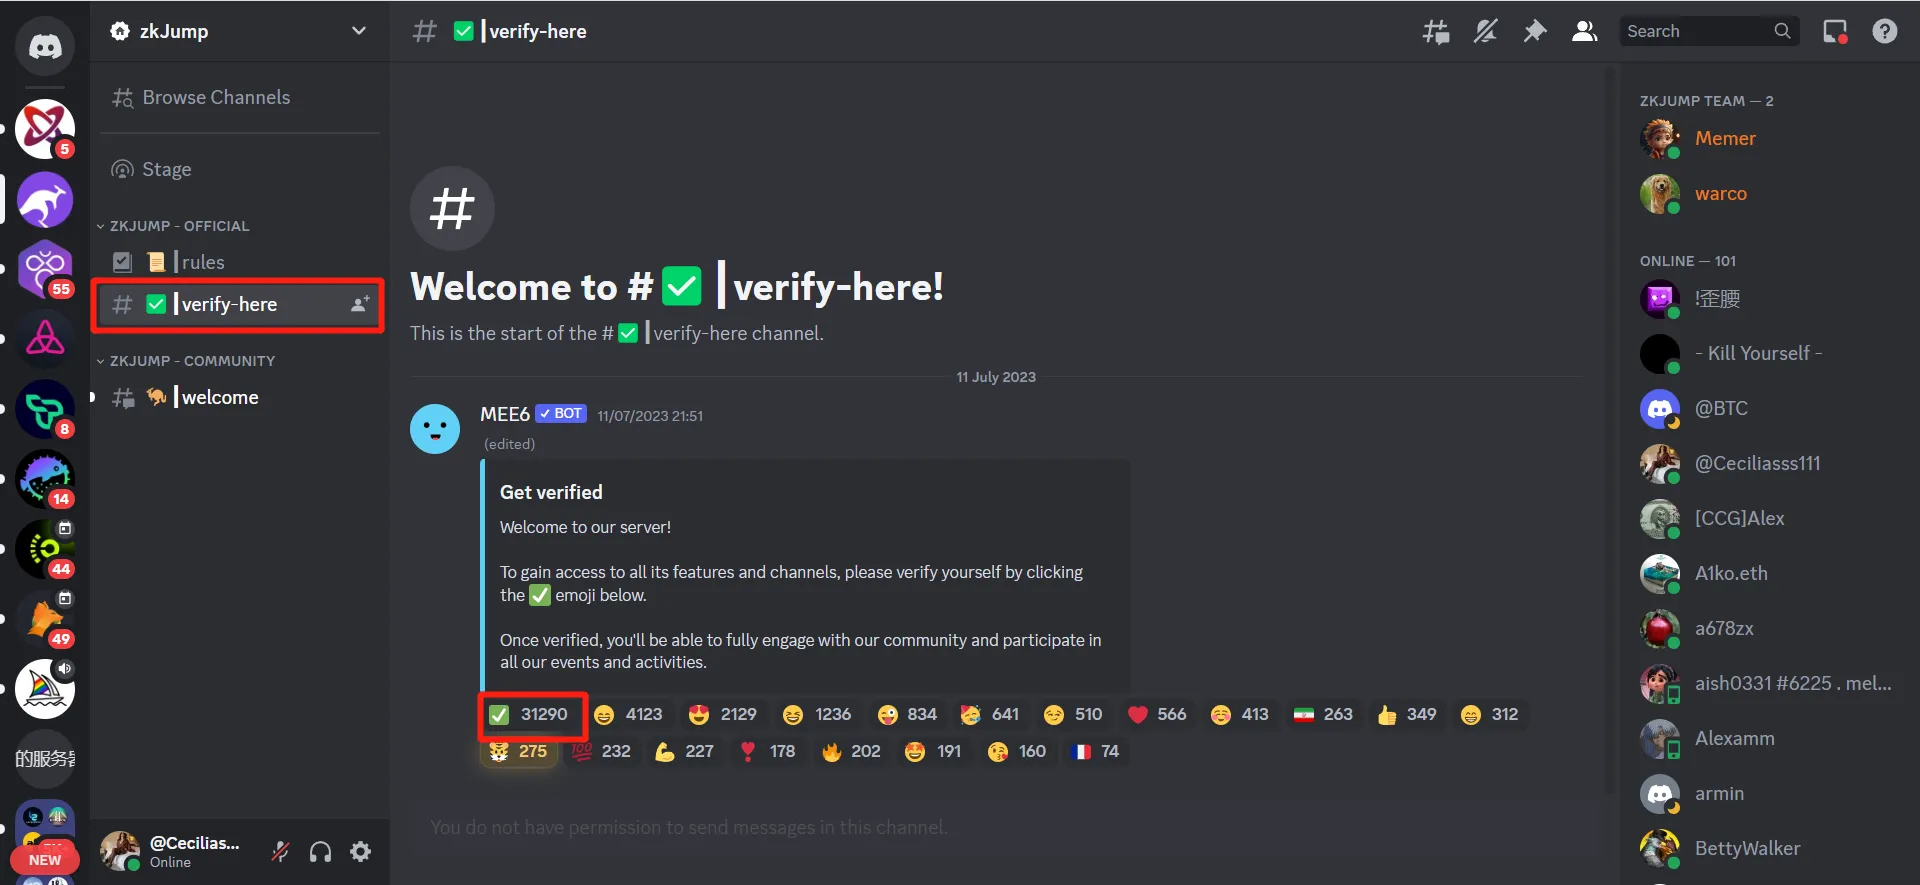 zkJump
✅ ┃verify-here
Search
5
55
8
14
44
49
的服务器
NEW
Browse Channels
Stage
ZKJUMP - OFFICIAL
📜 ┃rules
# ✅ ┃verify-here
ZKJUMP - COMMUNITY
🦘 ┃welcome
@Cecilias...
Online
#
Welcome to #✅ ┃verify-here!
This is the start of the #✅ ┃verify-here channel.
11 July 2023
MEE6 ✓ BOT 11/07/2023 21:51
(edited)
Get verified
Welcome to our server!
To gain access to all its features and channels, please verify yourself by clicking
the ✅ emoji below.
Once verified, you'll be able to fully engage with our community and participate in
all our events and activities.
✅ 31290 😄 4123 😍 2129 😆 1236 😜 834 🥳 641 😏 510 ❤️ 566 ☺️ 413 🇮🇷 263 👍 349 😁 312
🐯 275 💯 232 💪 227 ❣️ 178 🔥 202 🤩 191 😘 160 🇫🇷 74
You do not have permission to send messages in this channel.
ZKJUMP TEAM — 2
Memer
warco
ONLINE — 101
!歪腰
- Kill Yourself -
@BTC
@Ceciliasss111
[CCG]Alex
A1ko.eth
a678zx
aish0331 #6225 . mel...
Alexamm
armin
BettyWalker